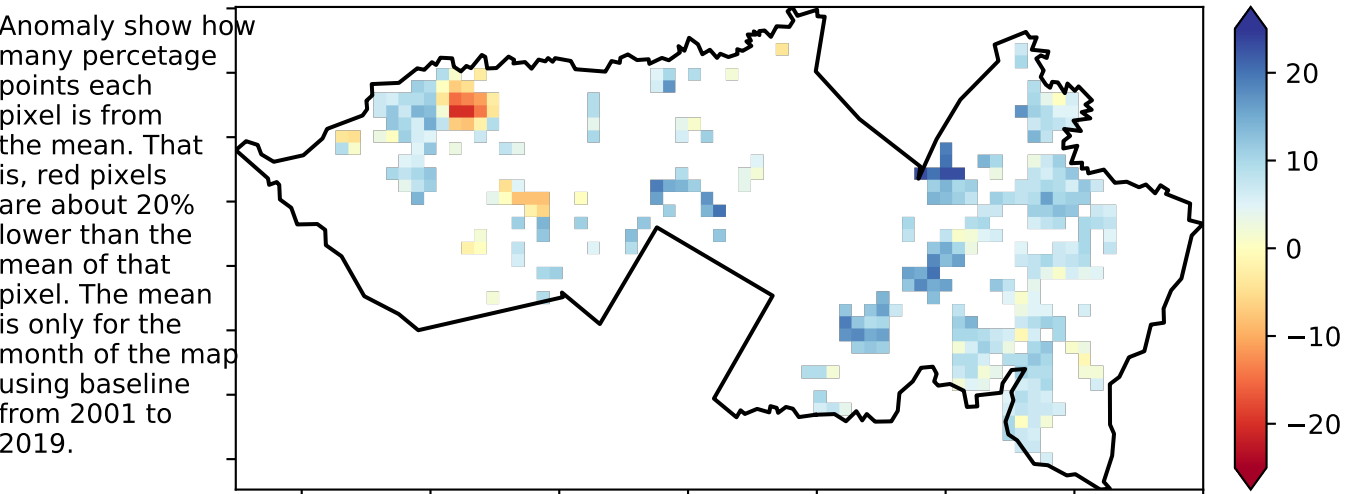 Anomaly show how
many percetage
points each
pixel is from
the mean. That
is, red pixels
are about 20%
lower than the
mean of that
pixel. The mean
is only for the
month of the map
using baseline
from 2001 to
2019.
20
10
0
−10
−20